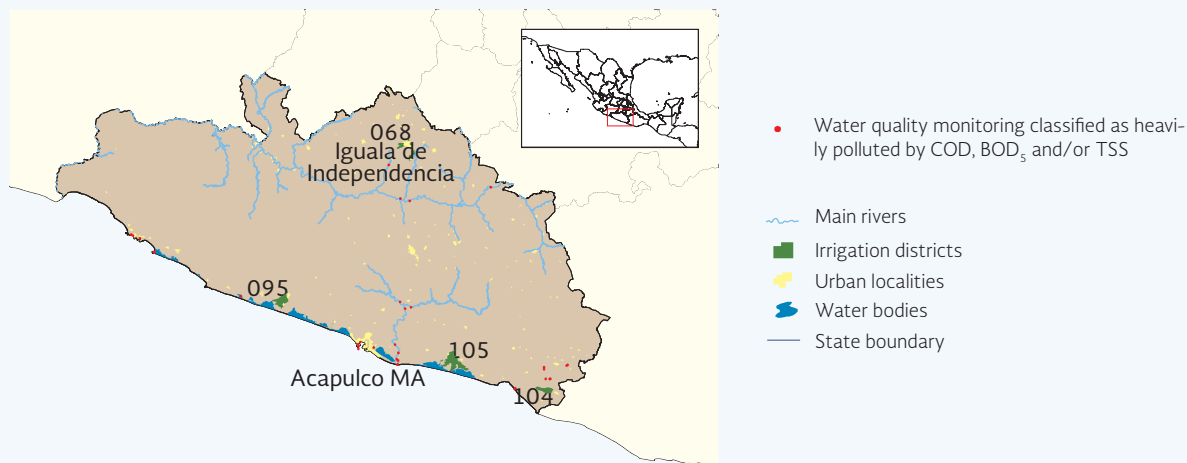 068
Iguala de
Independencia
095
105
Acapulco MA
104
Water quality monitoring classified as heavi-
ly polluted by COD, BOD₅ and/or TSS
Main rivers
Irrigation districts
Urban localities
Water bodies
State boundary